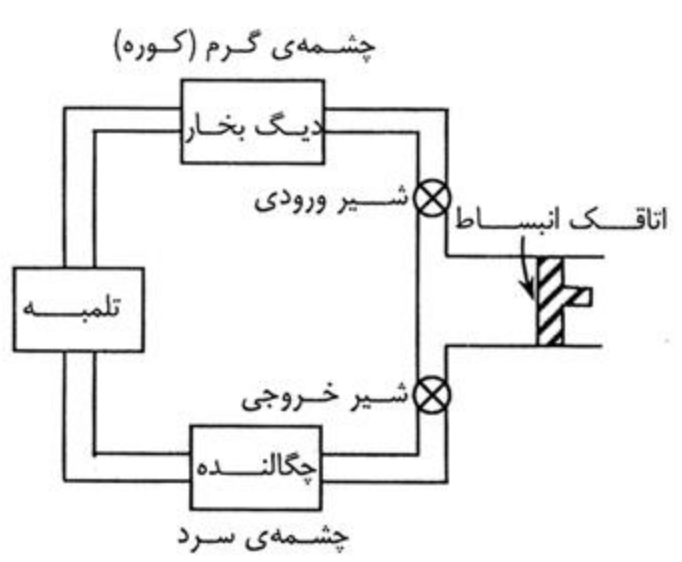 چشمه‌ی گرم (کوره)
دیگ بخار
شیر ورودی
اتاقک انبساط
تلمبه
شیر خروجی
چگالنده
چشمه‌ی سرد